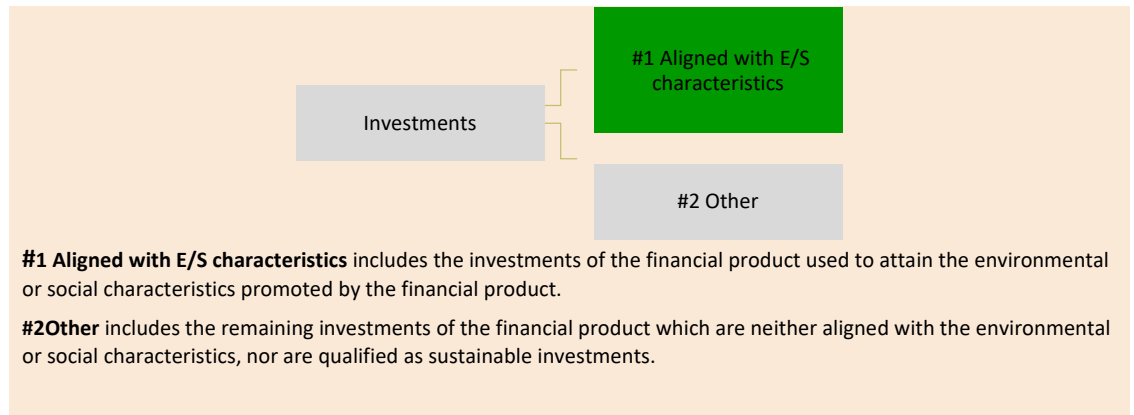 #1 Aligned with E/S
characteristics
Investments
#2 Other
#1 Aligned with E/S characteristics includes the investments of the financial product used to attain the environmental
or social characteristics promoted by the financial product.
#2Other includes the remaining investments of the financial product which are neither aligned with the environmental
or social characteristics, nor are qualified as sustainable investments.